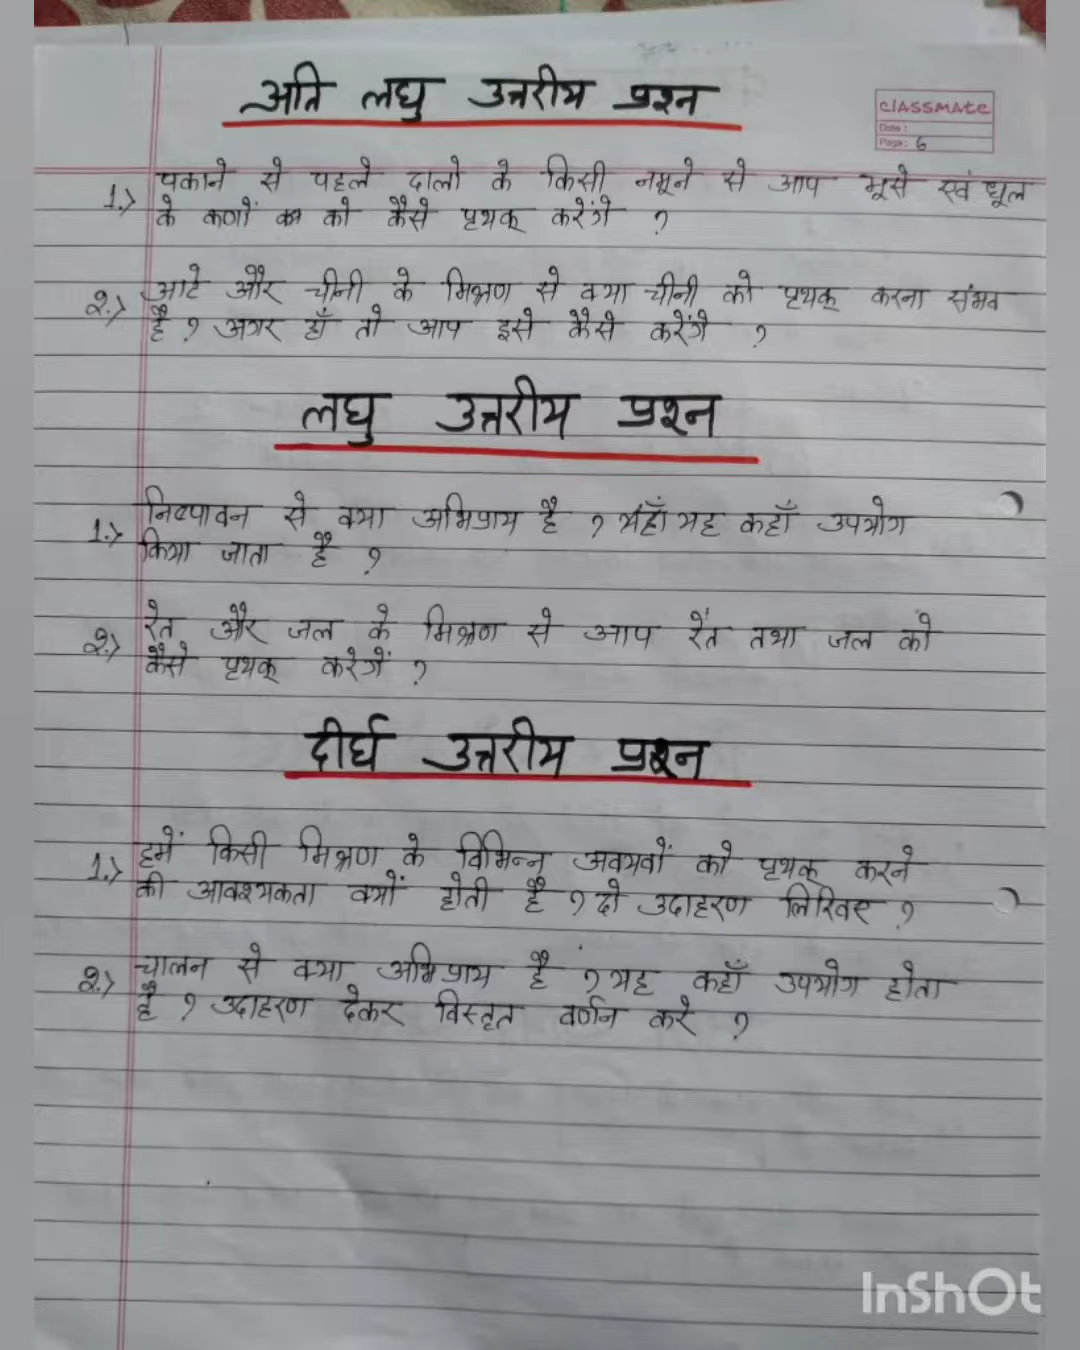 अति लघु उत्तरीय प्रश्न
classmate
Date :
Page : 6
1.) पकाने से पहले दालो के किसी नमूने से आप भूसे एवं धूल
के कणों को कैसे पृथक् करेंगे ?
2.) आटे और चीनी के मिश्रण से क्या चीनी को पृथक् करना संभव
है ? अगर हाँ तो आप इसे कैसे करेंगे ?
लघु उत्तरीय प्रश्न
1.) निष्पावन से क्या अभिप्राय है ? यहाँ यह कहाँ उपयोग
किया जाता है ?
2.) रेत और जल के मिश्रण से आप रेंत तथा जल को
कैसे पृथक् करेगें ?
दीर्घ उत्तरीय प्रश्न
1.) हमें किसी मिश्रण के विभिन्न अवयवों को पृथक् करने
की आवश्यकता क्यों होती है ? दो उदाहरण लिखिए ?
2.) चालन से क्या अभिप्राय है ? यह कहाँ उपयोग होता
है ? उदाहरण देकर विस्तृत वर्णन करे ?
InShOt